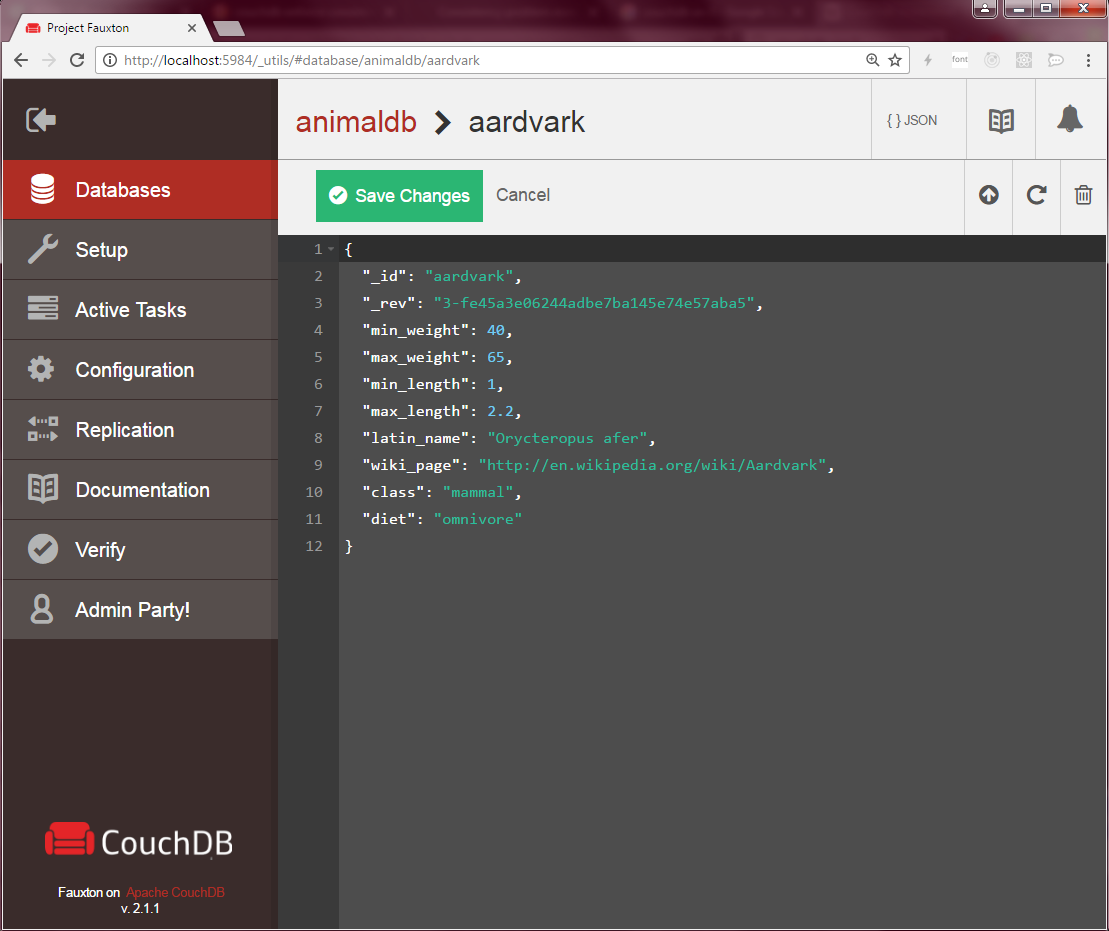 Project Fauxton
http://localhost:5984/_utils/#database/animaldb/aardvark
font
animaldb
aardvark
{ } JSON
Databases
Setup
Active Tasks
Configuration
Replication
Documentation
Verify
Admin Party!
Save Changes
Cancel
1 {
2 "_id": "aardvark",
3 "_rev": "3-fe45a3e06244adbe7ba145e74e57aba5",
4 "min_weight": 40,
5 "max_weight": 65,
6 "min_length": 1,
7 "max_length": 2.2,
8 "latin_name": "Orycteropus afer",
9 "wiki_page": "http://en.wikipedia.org/wiki/Aardvark",
10 "class": "mammal",
11 "diet": "omnivore"
12 }
CouchDB
Fauxton on Apache CouchDB
v. 2.1.1